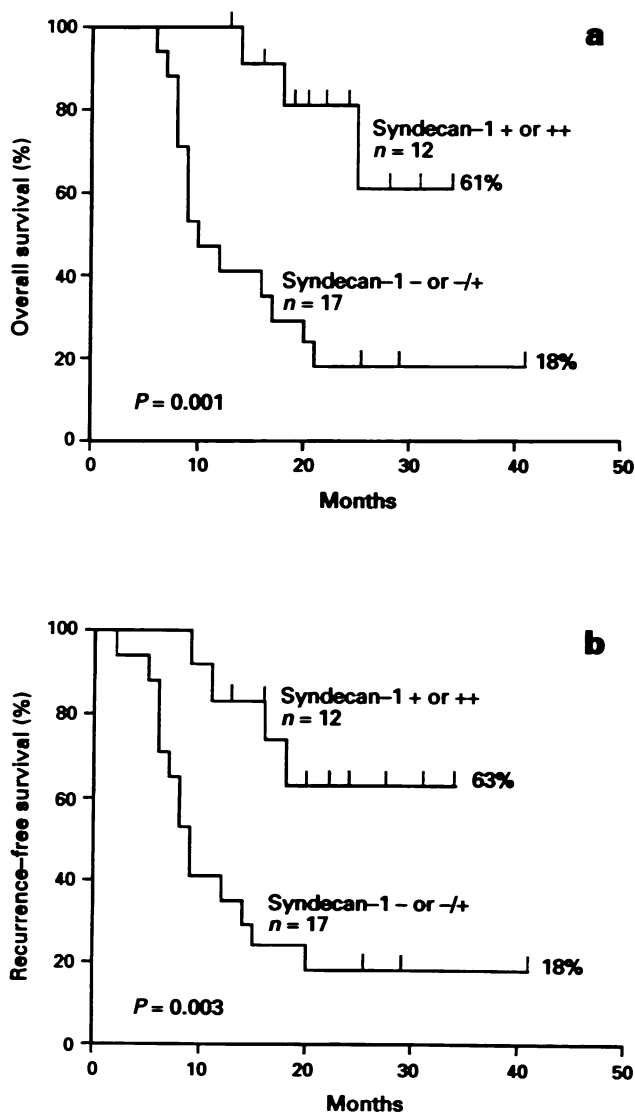 a
100
80
60
40
20
0
Overall survival (%)
Syndecan–1 + or ++
n = 12
61%
Syndecan–1 – or –/+
n = 17
18%
P = 0.001
0 10 20 30 40 50
Months
b
100
80
60
40
20
0
Recurrence–free survival (%)
Syndecan–1 + or ++
n = 12
63%
Syndecan–1 – or –/+
n = 17
18%
P = 0.003
0 10 20 30 40 50
Months